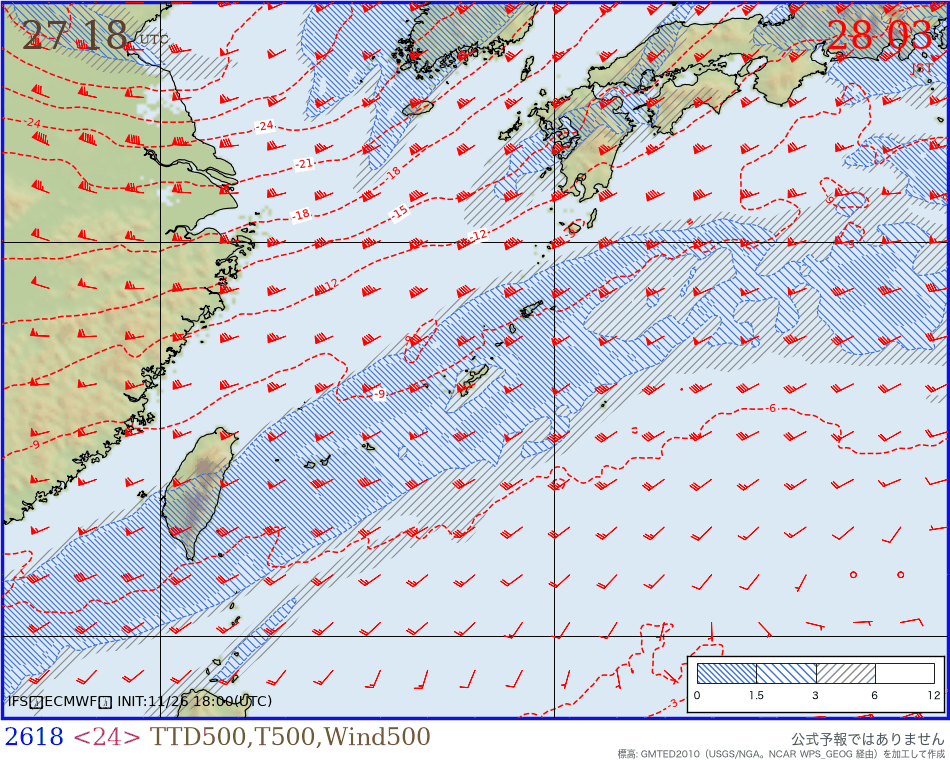 27 18 UTC
28 03
JST
-24
-24
-21
-18
-18
-15
-12
-12
-9
-6
-9
-6
-9
-3
IFS ECMWF INIT:11/26 18:00(UTC)
0 1.5 3 6 12
2618 <24> TTD500,T500,Wind500
公式予報ではありません
標高: GMTED2010（USGS/NGA。NCAR WPS_GEOG 経由）を加工して作成